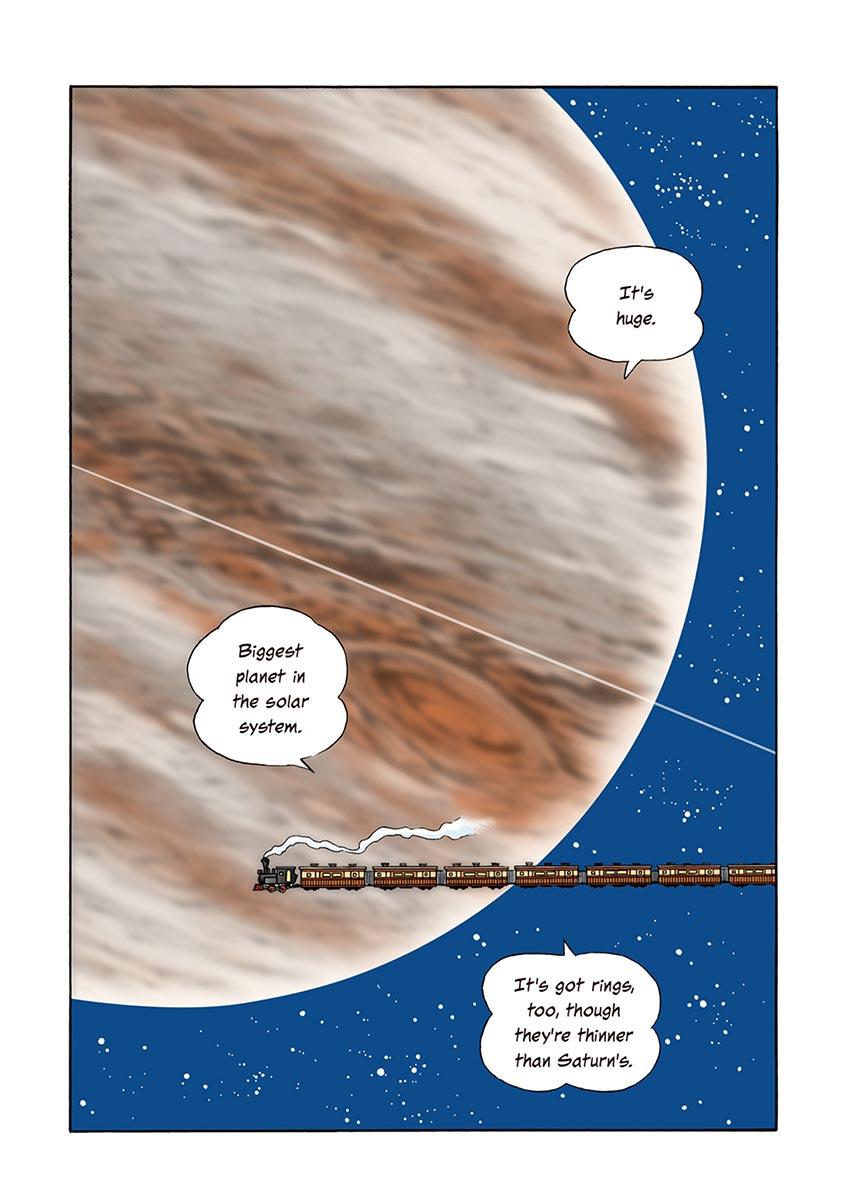 It's
huge.
Biggest
planet in
the solar
system.
It's got rings,
too, though
they're thinner
than Saturn's.